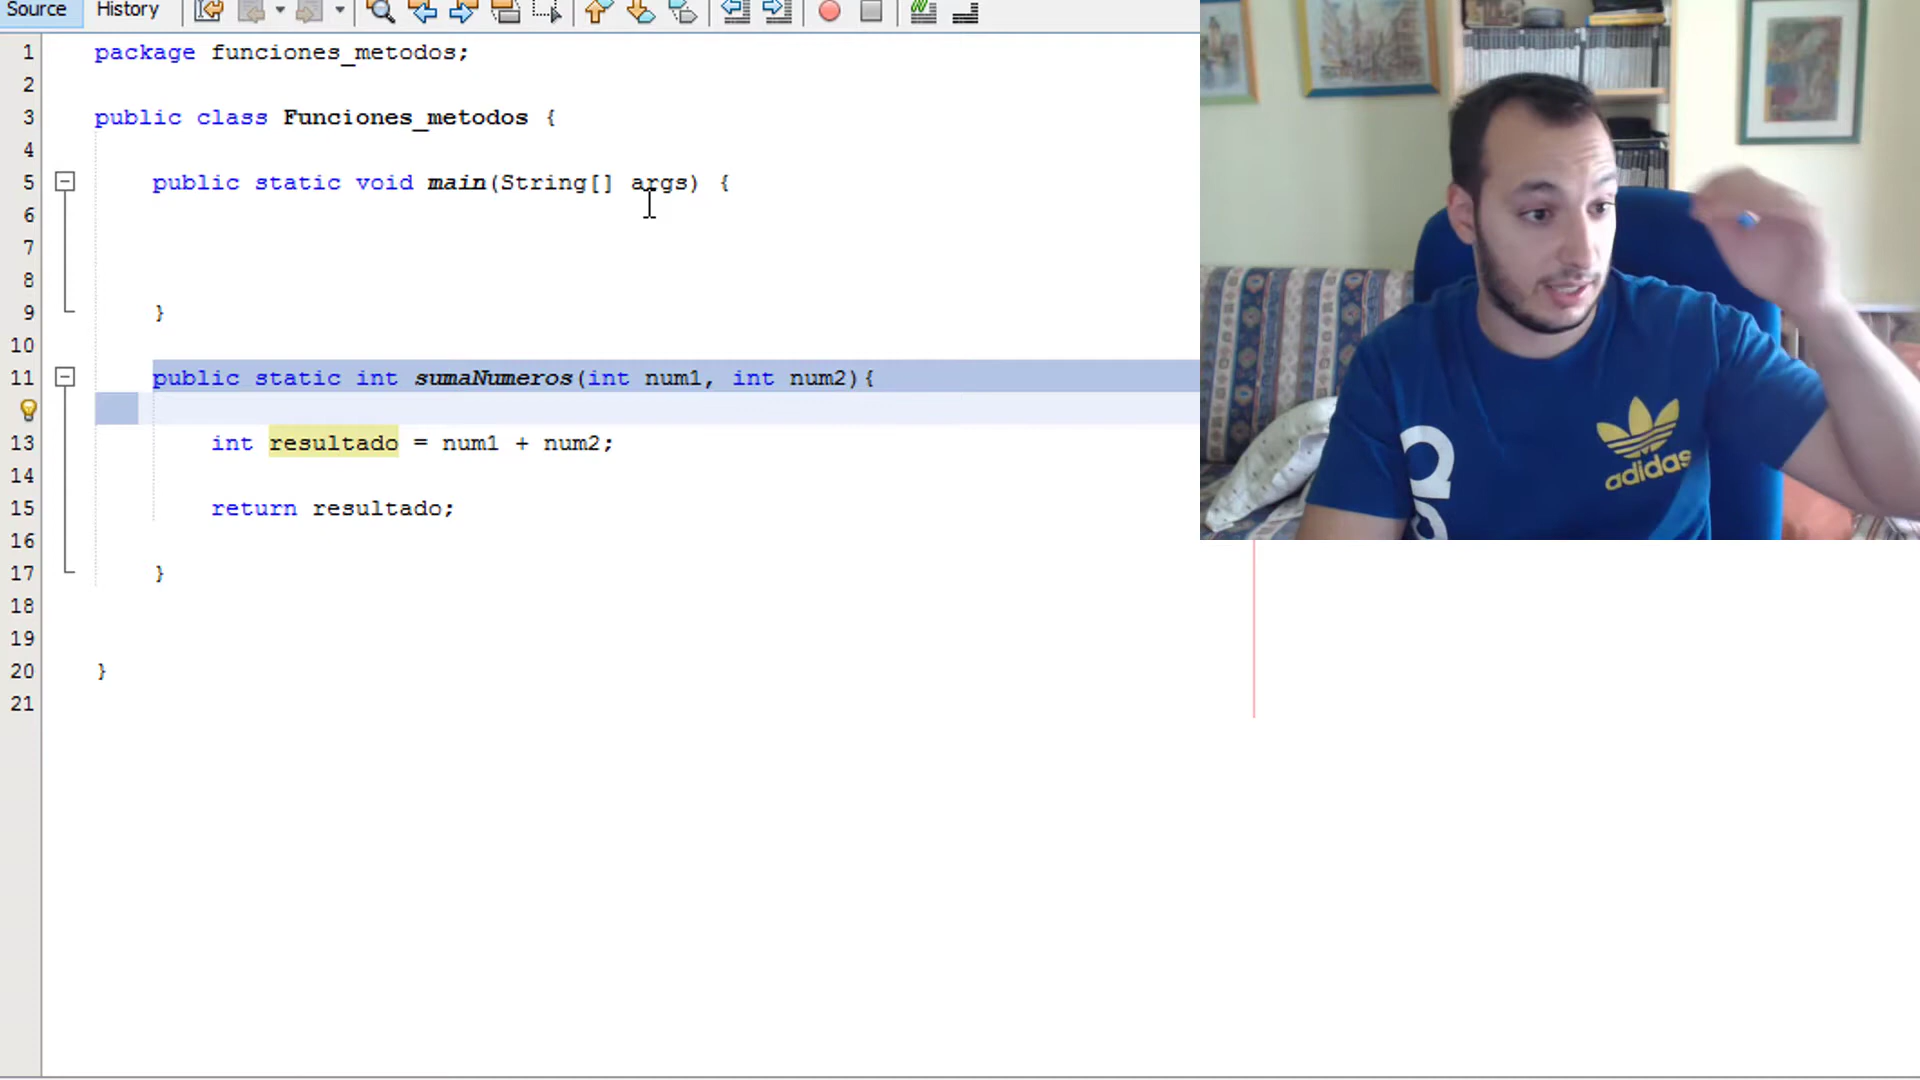 Source History
1 package funciones_metodos;
2
3 public class Funciones_metodos {
4
5 public static void main(String[] args) {
6
7
8
9 }
10
11 public static int sumaNumeros(int num1, int num2){
13 int resultado = num1 + num2;
14
15 return resultado;
16
17 }
18
19
20 }
21
adidas